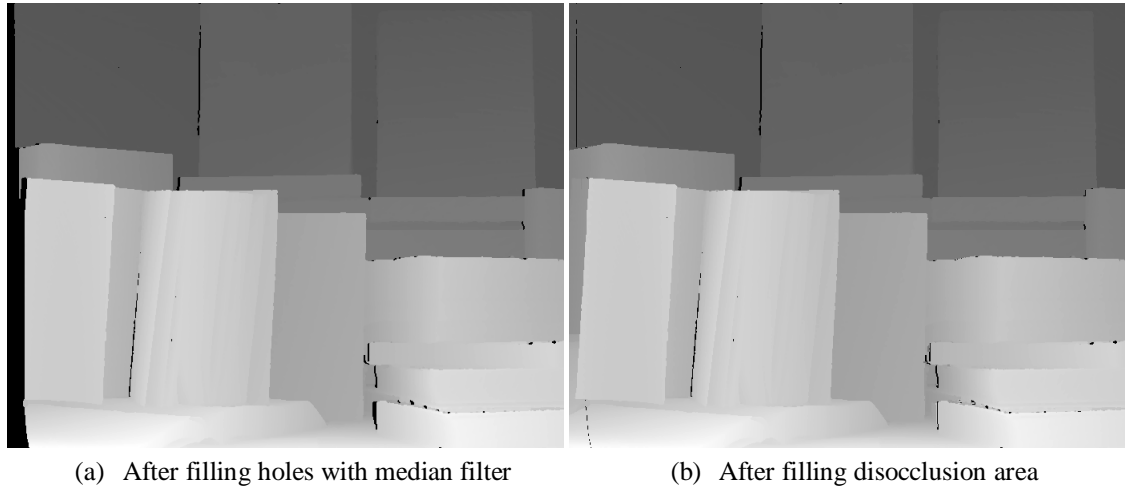 (a) After filling holes with median filter
(b) After filling disocclusion area